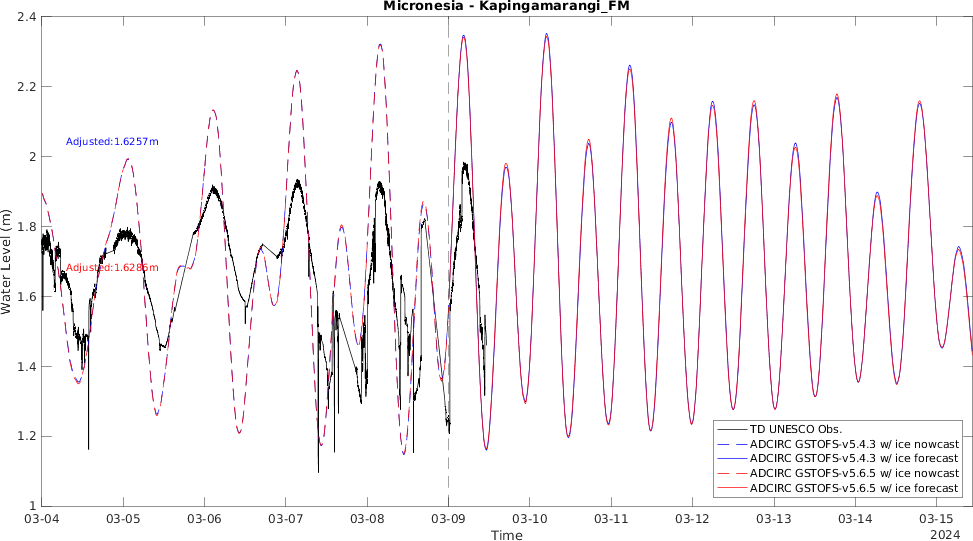 Micronesia - Kapingamarangi_FM
2.4
2.2
2
1.8
1.6
1.4
1.2
1
Water Level (m)
Adjusted:1.6257m
Adjusted:1.6286m
TD UNESCO Obs.
ADCIRC GSTOFS-v5.4.3 w/ ice nowcast
ADCIRC GSTOFS-v5.4.3 w/ ice forecast
ADCIRC GSTOFS-v5.6.5 w/ ice nowcast
ADCIRC GSTOFS-v5.6.5 w/ ice forecast
03-04 03-05 03-06 03-07 03-08 03-09 03-10 03-11 03-12 03-13 03-14 03-15
Time
2024